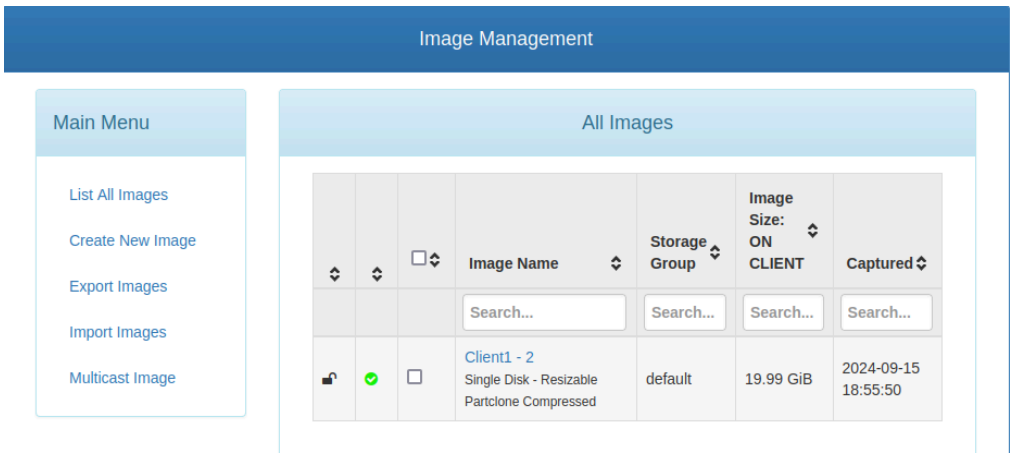 Image Management
Main Menu
List All Images
Create New Image
Export Images
Import Images
Multicast Image
All Images
Image Name
Storage
Group
Image
Size:
ON
CLIENT
Captured
Search...
Search...
Search...
Search...
Client1 - 2
Single Disk - Resizable
Partclone Compressed
default
19.99 GiB
2024-09-15
18:55:50